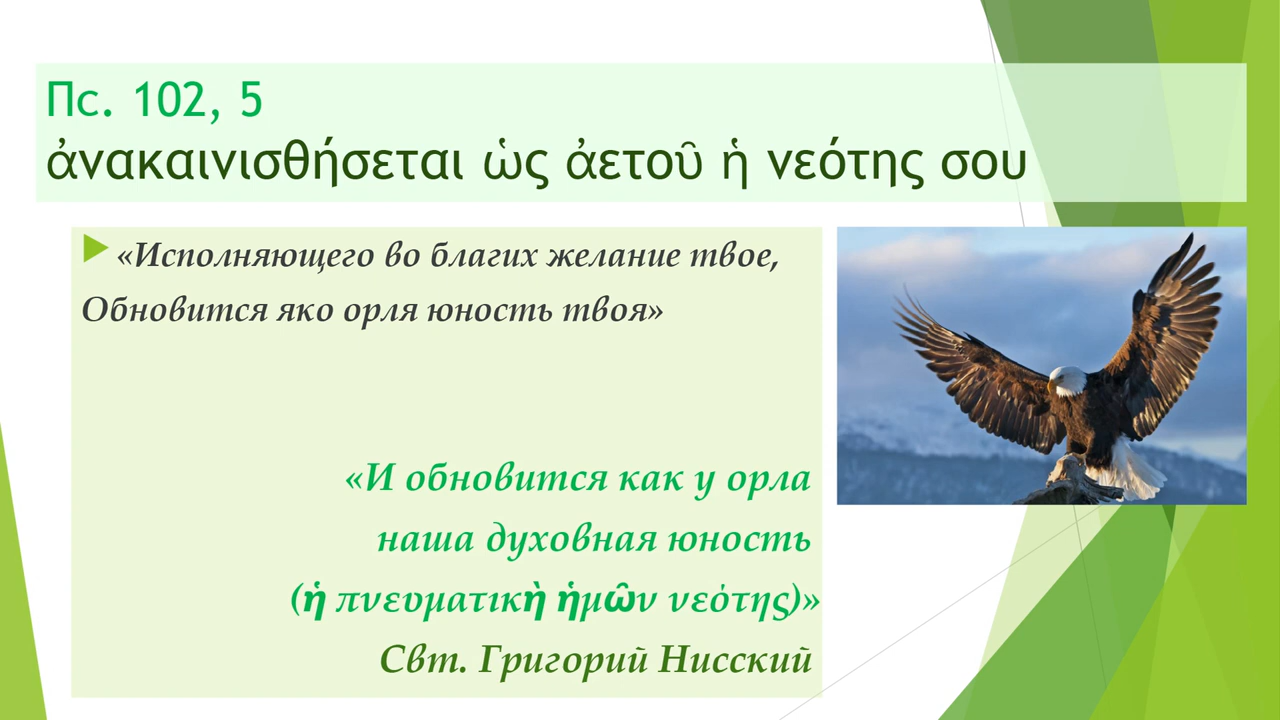 Пс. 102, 5
ἀνακαινισθήσεται ὡς ἀετοῦ ἡ νεότης σου
«Исполняющего во благих желание твое,
Обновится яко орля юность твоя»
«И обновится как у орла
наша духовная юность
(ἡ πνευματικὴ ἡμῶν νεότης)»
Свт. Григорий Нисский